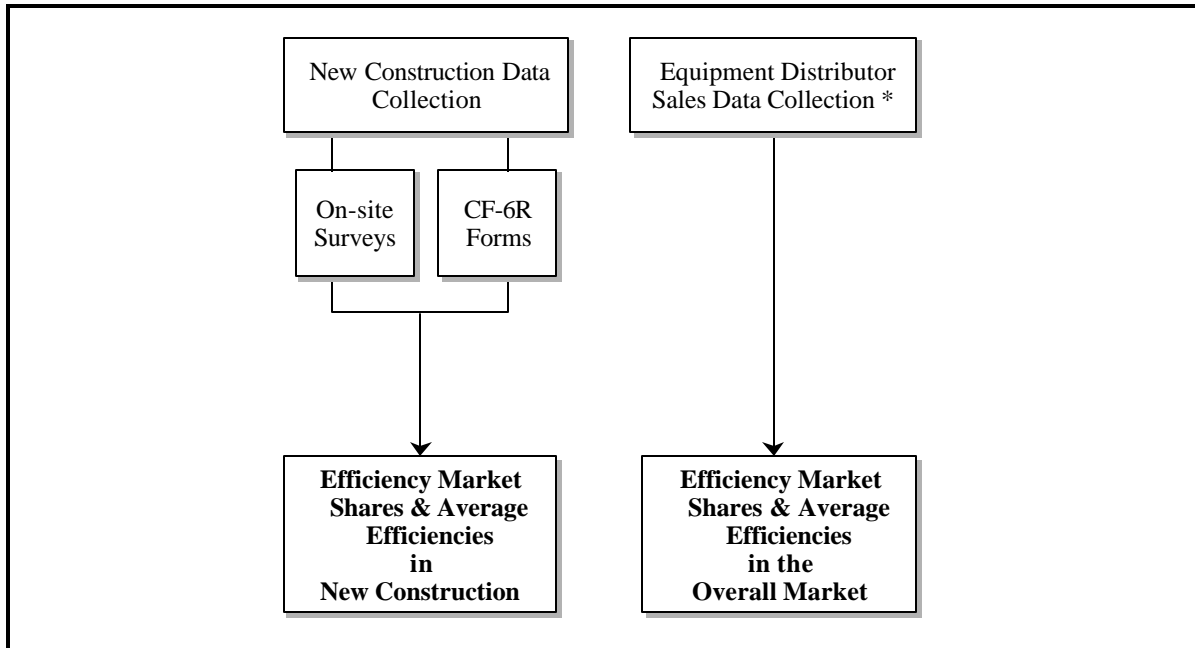 New Construction Data
Collection
Equipment Distributor
Sales Data Collection *
On-site
Surveys
CF-6R
Forms
Efficiency Market
Shares & Average
Efficiencies
in
New Construction
Efficiency Market
Shares & Average
Efficiencies
in the
Overall Market